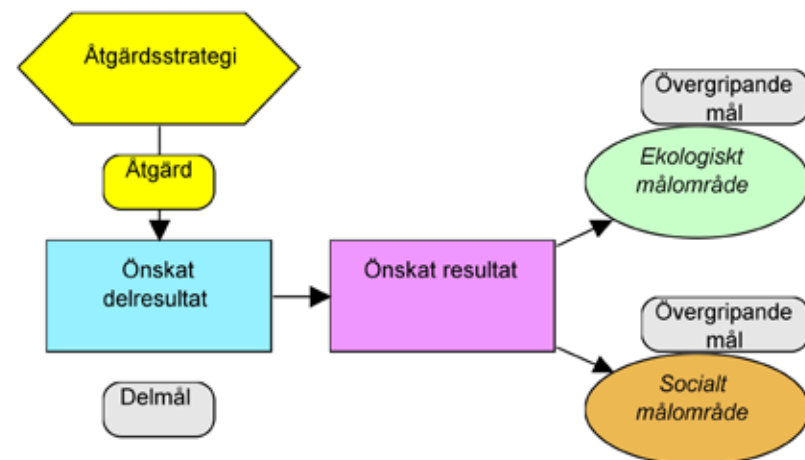 Åtgärdsstrategi
Åtgärd
Önskat
delresultat
Delmål
Önskat resultat
Övergripande
mål
Ekologiskt
målområde
Övergripande
mål
Socialt
målområde